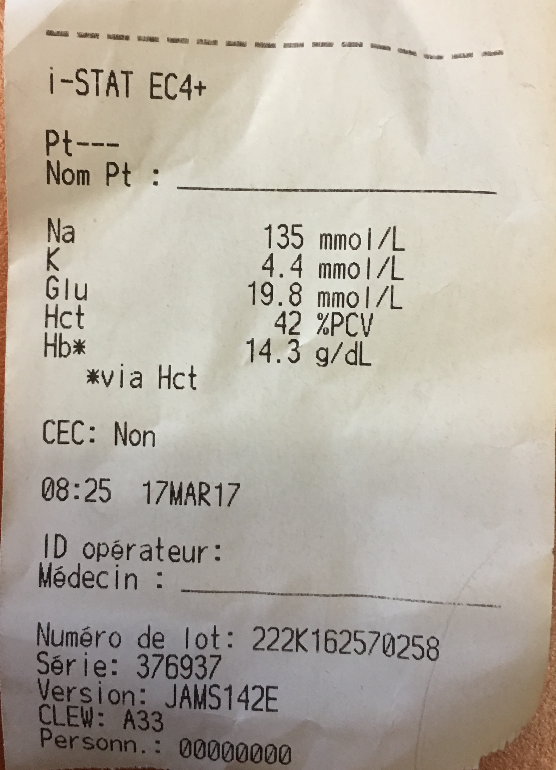 i-STAT EC4+
Pt---
Nom Pt :
Na 135 mmol/L
K 4.4 mmol/L
Glu 19.8 mmol/L
Hct 42 %PCV
Hb* 14.3 g/dL
*via Hct
CEC: Non
08:25 17MAR17
ID opérateur:
Médecin :
Numéro de lot: 222K162570258
Série: 376937
Version: JAMS142E
CLEW: A33
Personn.: 00000000